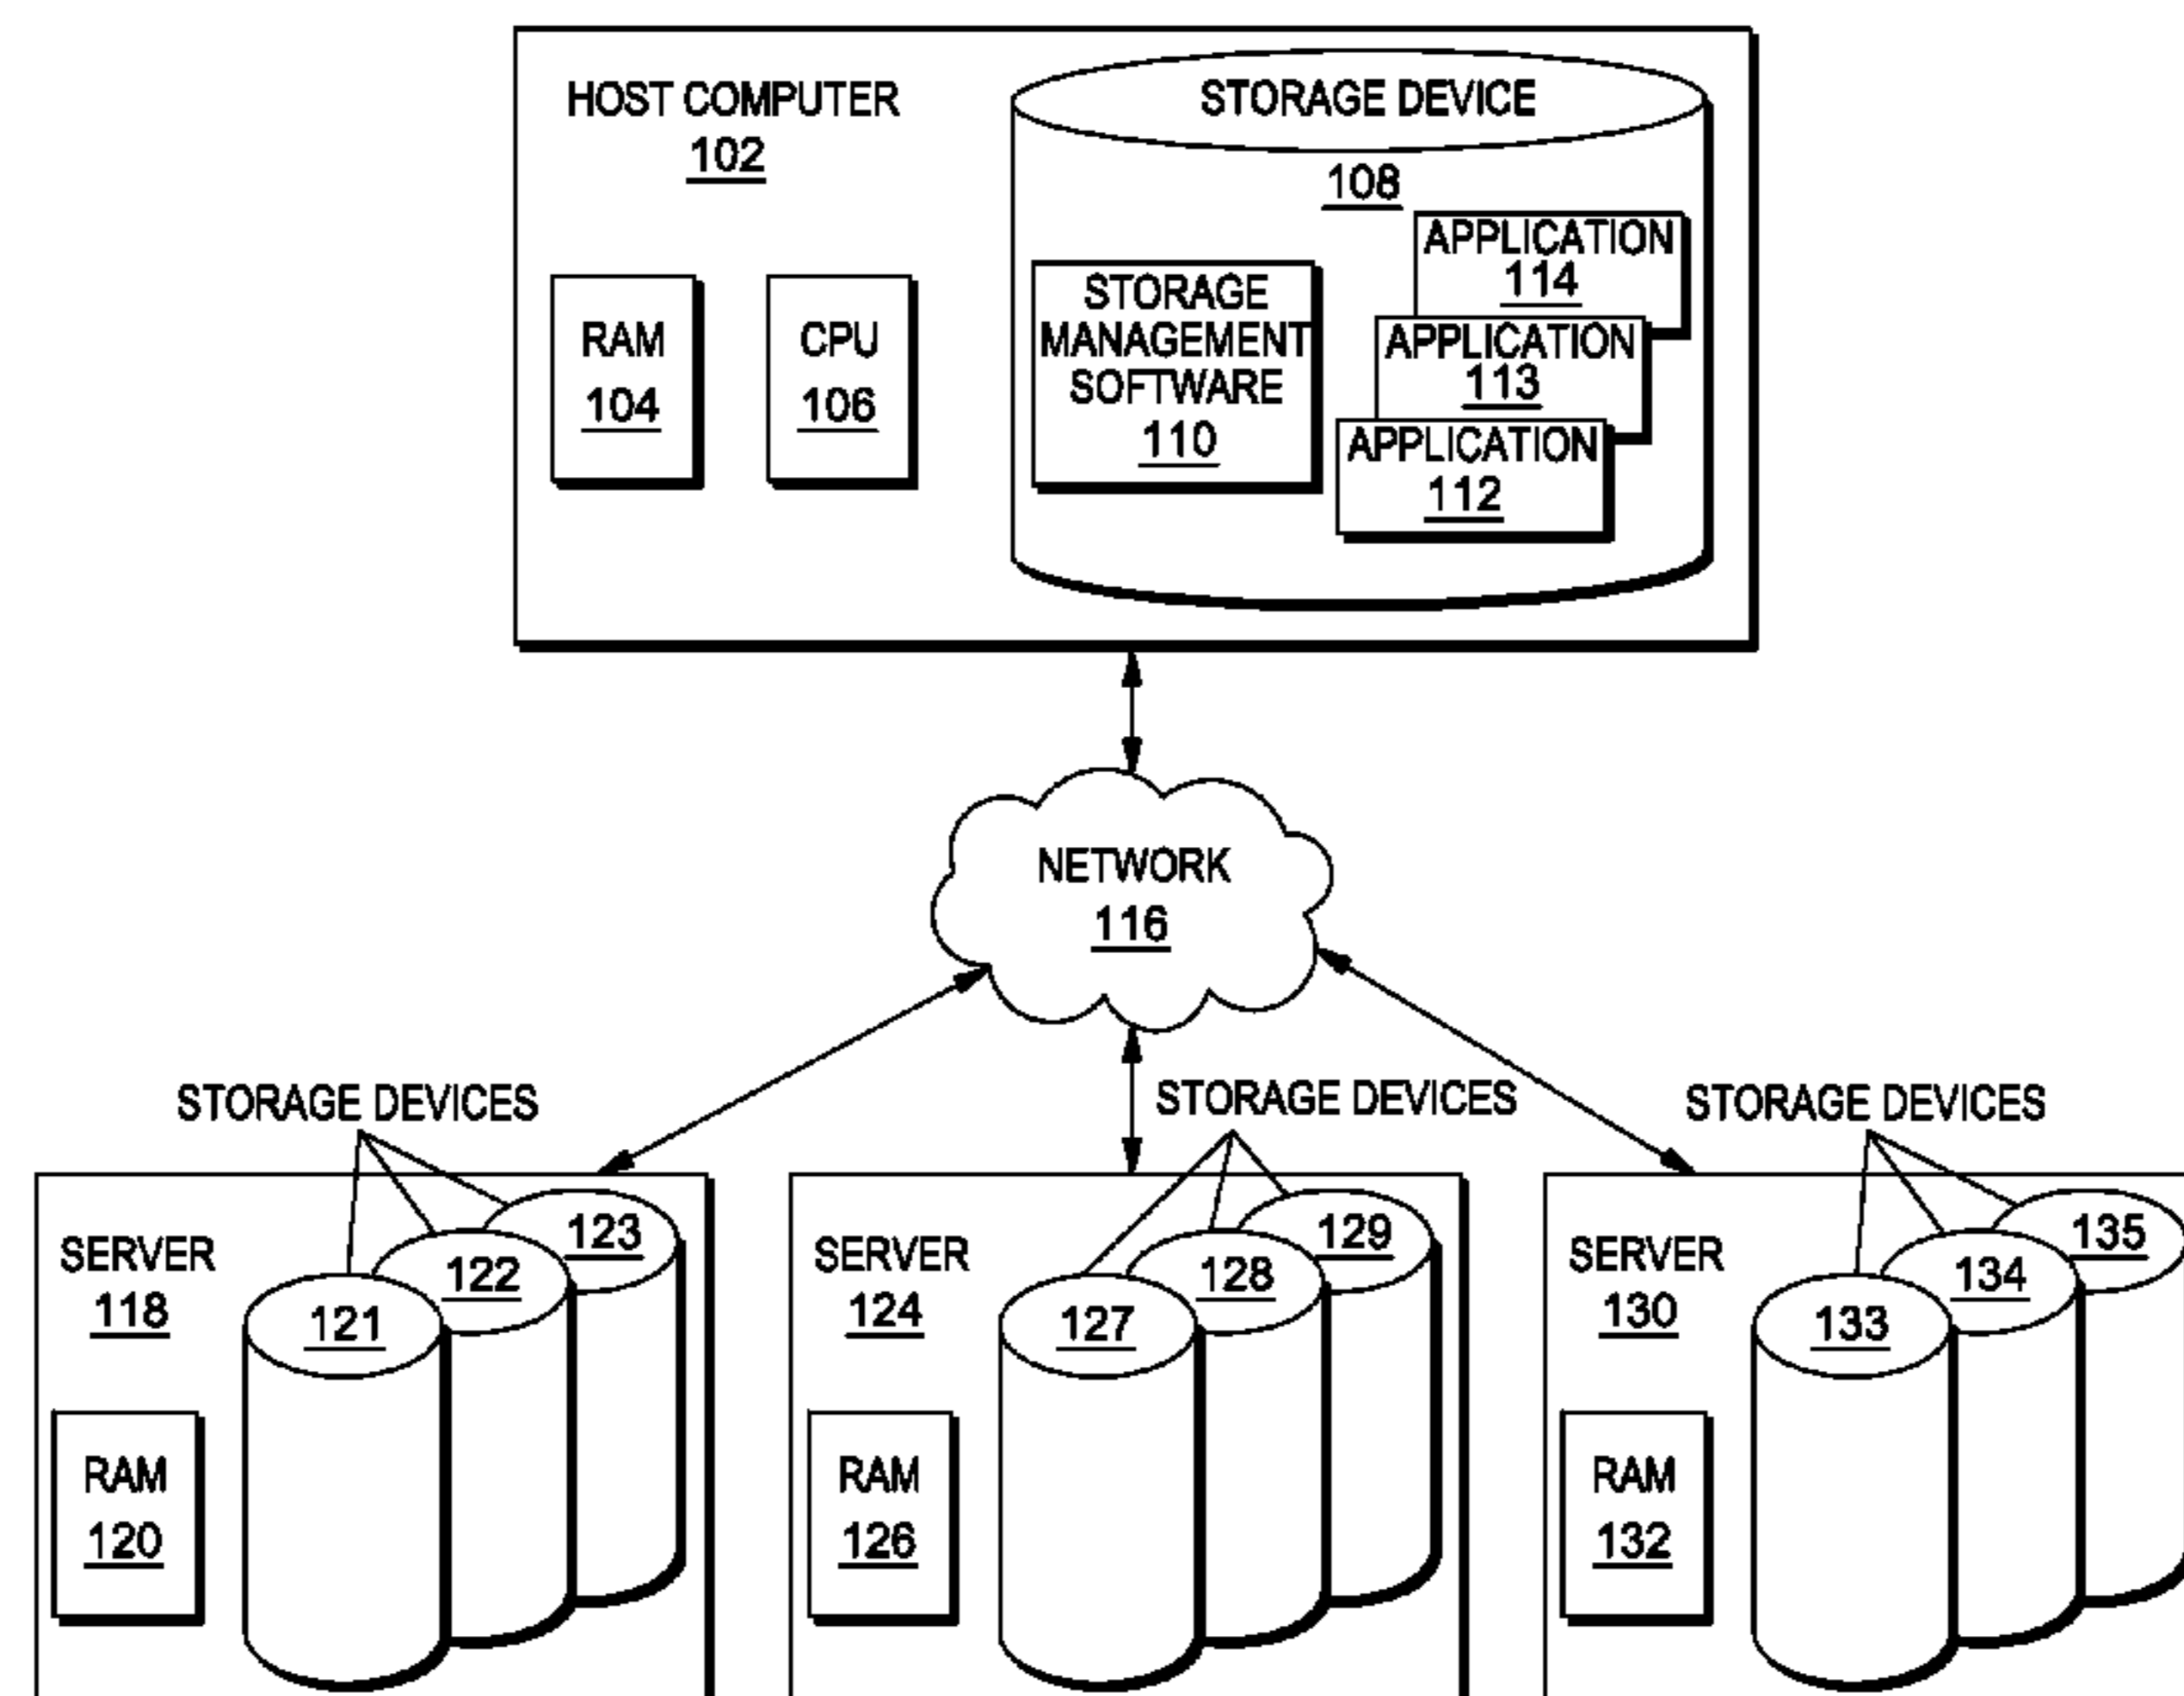 HOST COMPUTER
102
STORAGE DEVICE
108
RAM
104
CPU
106
STORAGE
MANAGEMENT
SOFTWARE
110
APPLICATION
114
APPLICATION
113
APPLICATION
112
NETWORK
116
STORAGE DEVICES
STORAGE DEVICES
STORAGE DEVICES
SERVER
118
121
122
123
RAM
120
SERVER
124
127
128
129
RAM
126
SERVER
130
133
134
135
RAM
132